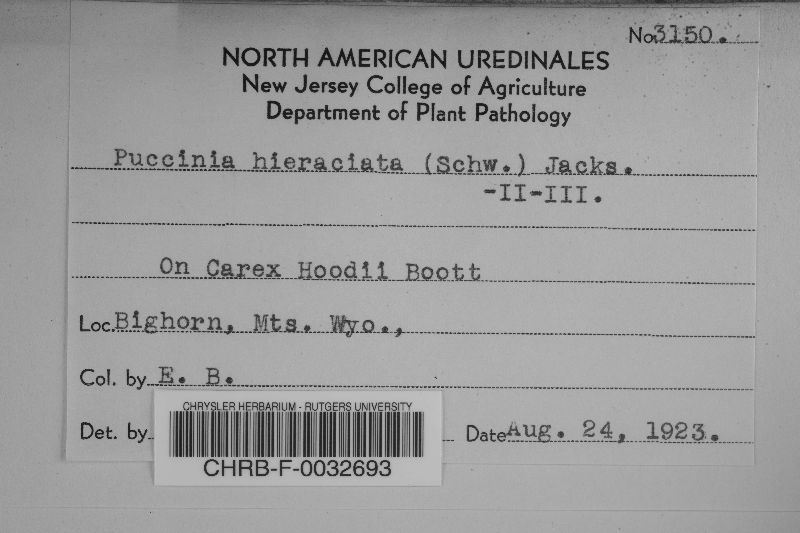 No. 3150.
NORTH AMERICAN UREDINALES
New Jersey College of Agriculture
Department of Plant Pathology
Puccinia hieraciata (Schw.) Jacks.
-II-III.
On Carex Hoodii Boott
Loc. Bighorn, Mts. Wyo.,
Col. by E. B.
Det. by Date Aug. 24, 1923.
CHRYSLER HERBARIUM - RUTGERS UNIVERSITY
CHRB-F-0032693